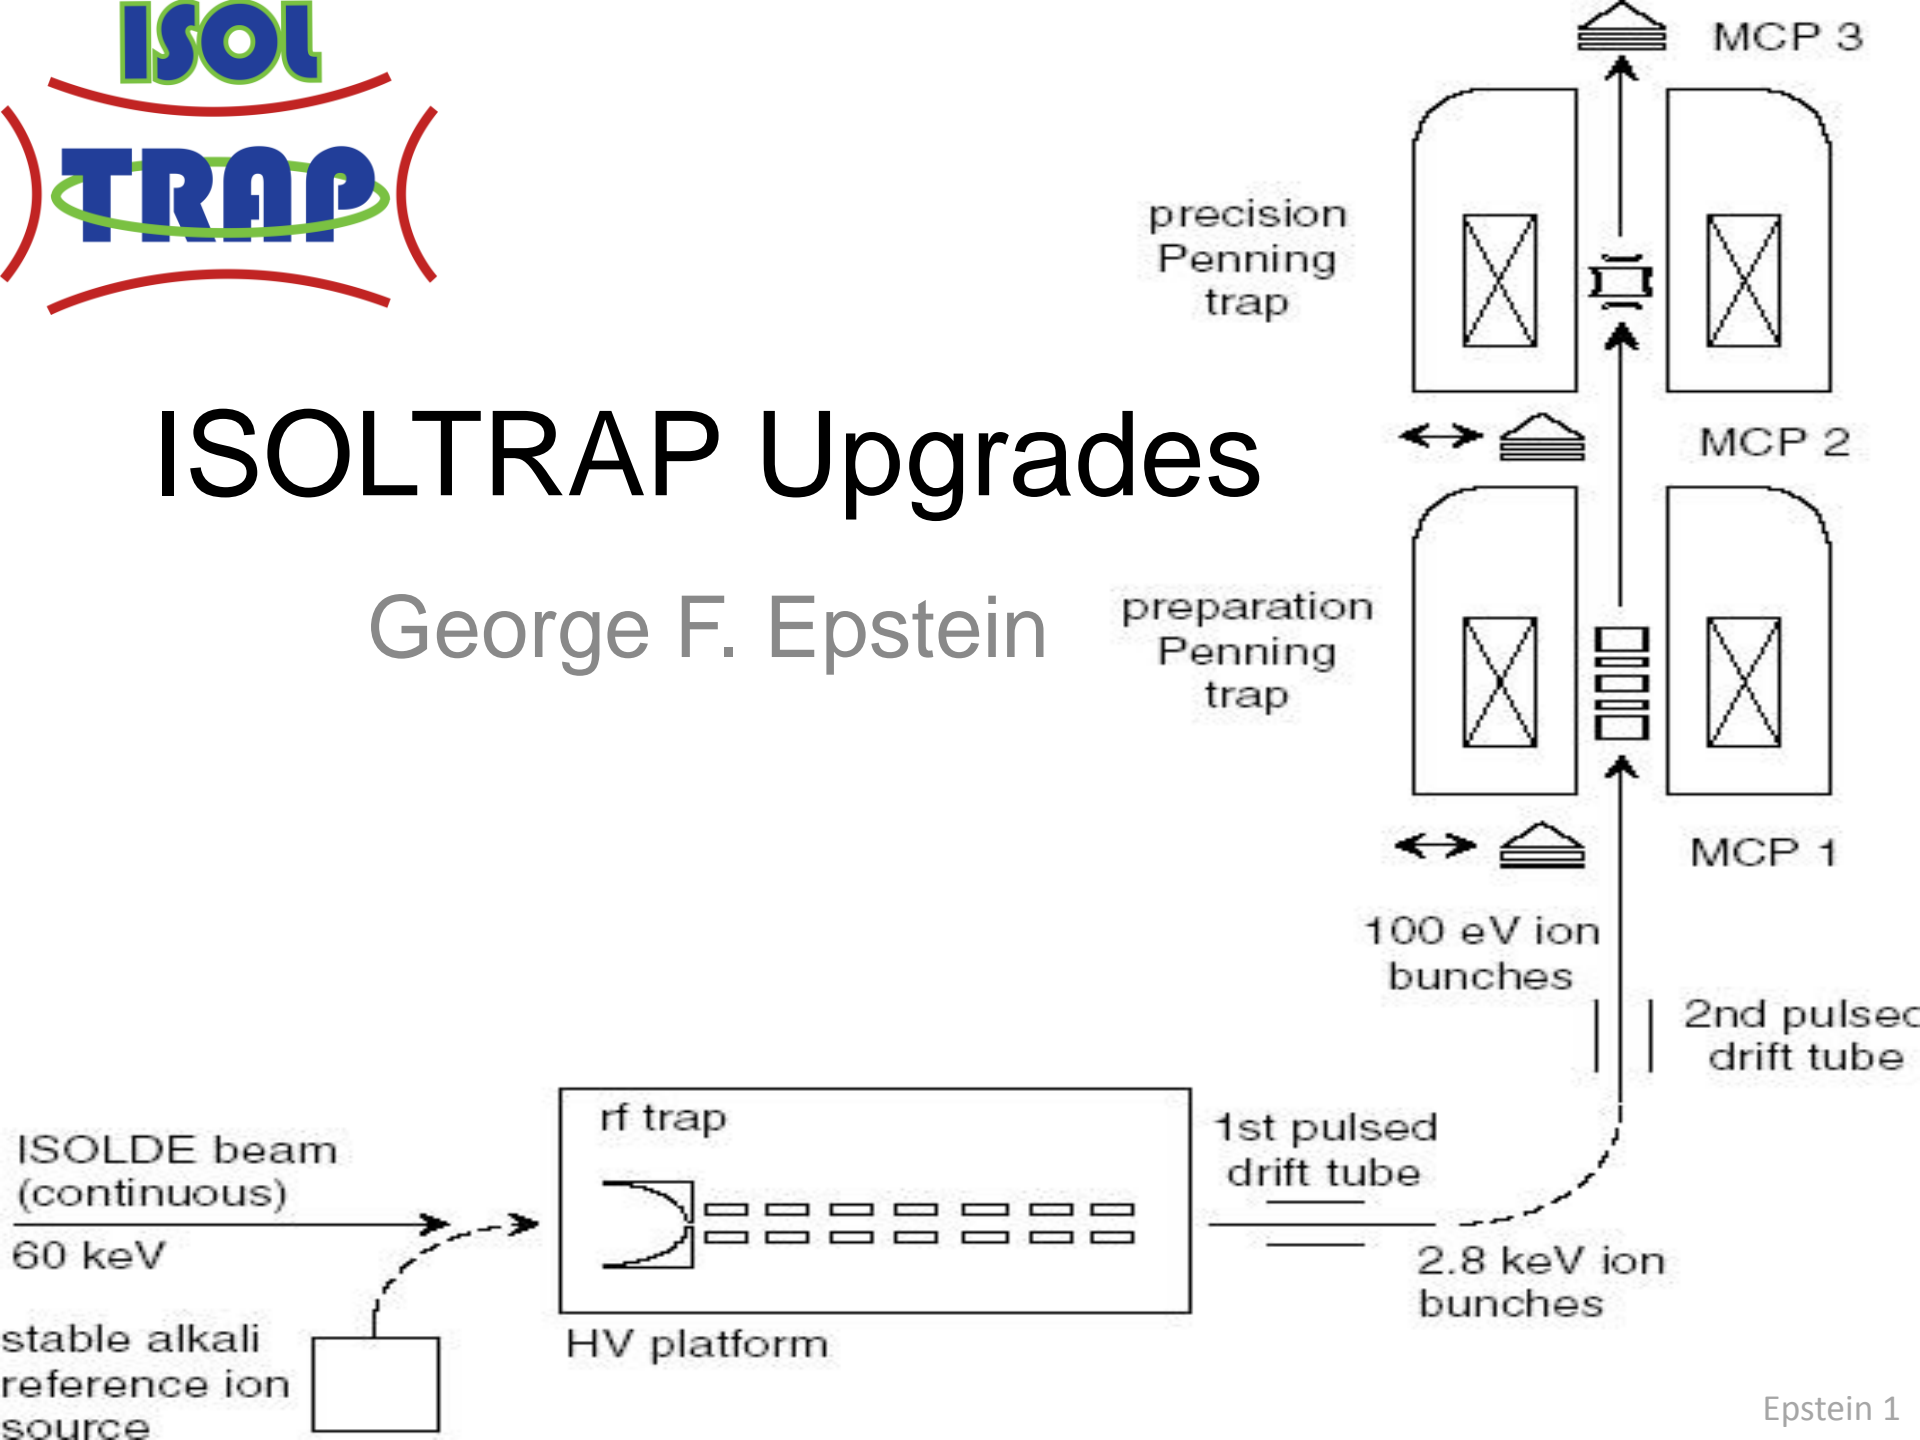 ISOL
TRAP
ISOLTRAP Upgrades
George F. Epstein
MCP 3
precision
Penning
trap
MCP 2
preparation
Penning
trap
MCP 1
100 eV ion
bunches
2nd pulsed
drift tube
rf trap
1st pulsed
drift tube
ISOLDE beam
(continuous)
60 keV
2.8 keV ion
bunches
HV platform
stable alkali
reference ion
source
Epstein 1